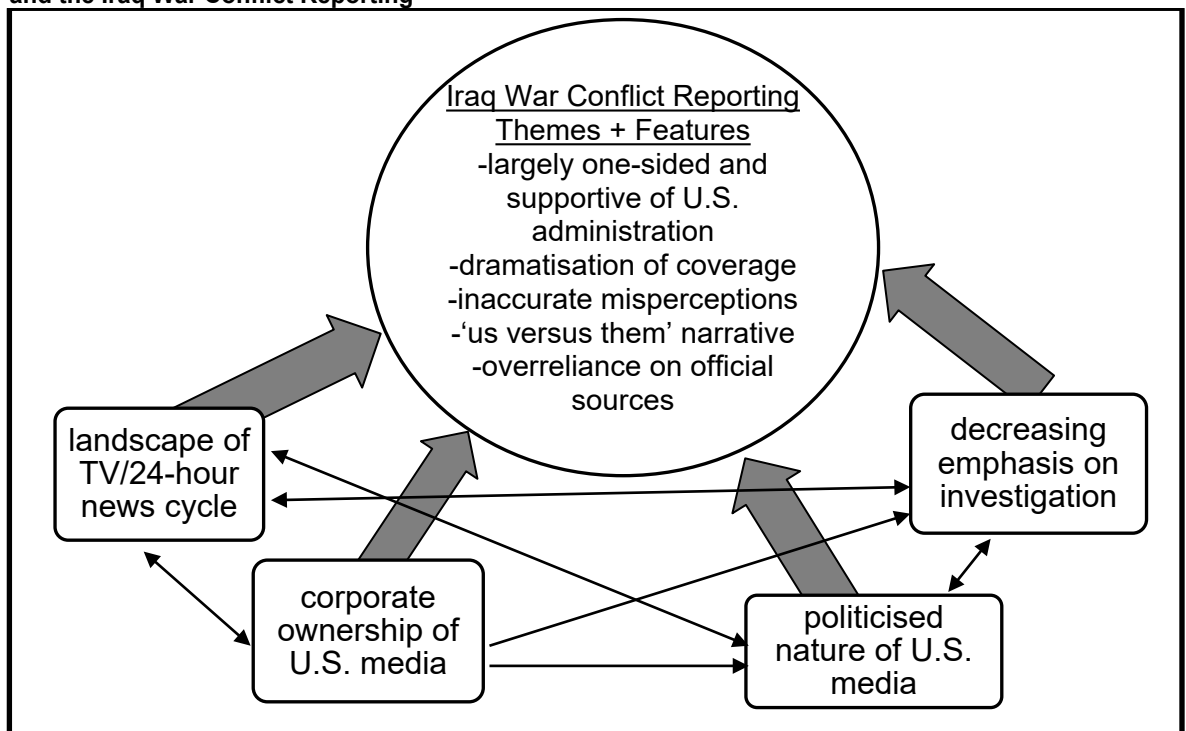 and the Iraq War Conflict Reporting
Iraq War Conflict Reporting
Themes + Features
-largely one-sided and
supportive of U.S.
administration
-dramatisation of coverage
-inaccurate misperceptions
-‘us versus them’ narrative
-overreliance on official
sources
landscape of
TV/24-hour
news cycle
corporate
ownership of
U.S. media
politicised
nature of U.S.
media
decreasing
emphasis on
investigation